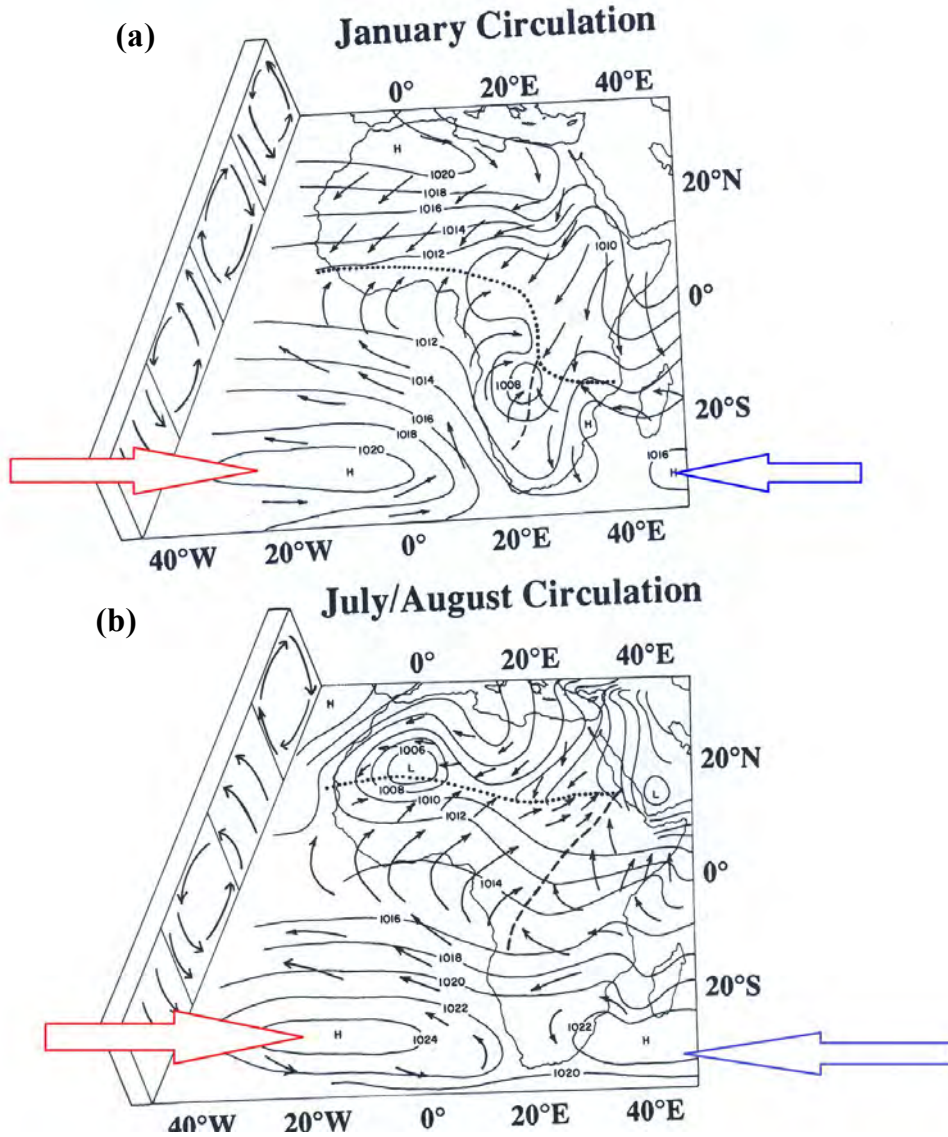 (a)
January Circulation
0° 20°E 40°E
H
1020
1018
1016
1014
1012
1010
20°N
0°
1012
1014
1016
1018
1020
H
1008
H
1016
H
20°S
40°W 20°W 0° 20°E 40°E
(b)
July/August Circulation
0° 20°E 40°E
H
1006
L
1008
1010
1012
L
20°N
1014
0°
1016
1018
1020
1022
1024
H
1022
H
1020
20°S
40°W 20°W 0° 20°E 40°E